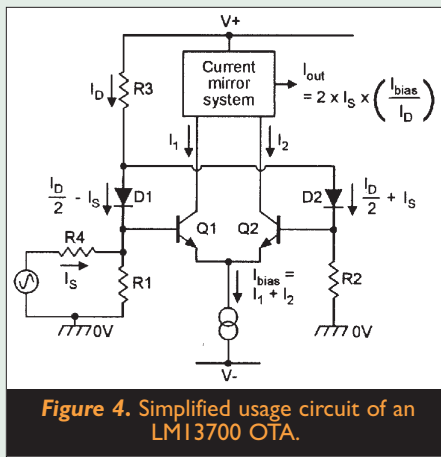 V+
I_D
R3
Current
mirror
system
I_out
= 2 x I_S x (I_bias / I_D)
I_1
I_2
I_D/2 - I_S
D1
D2
I_D/2 + I_S
Q1
Q2
R4
I_S
R1
I_bias =
I_1 + I_2
R2
0V
0V
V-
Figure 4. Simplified usage circuit of an
LM13700 OTA.